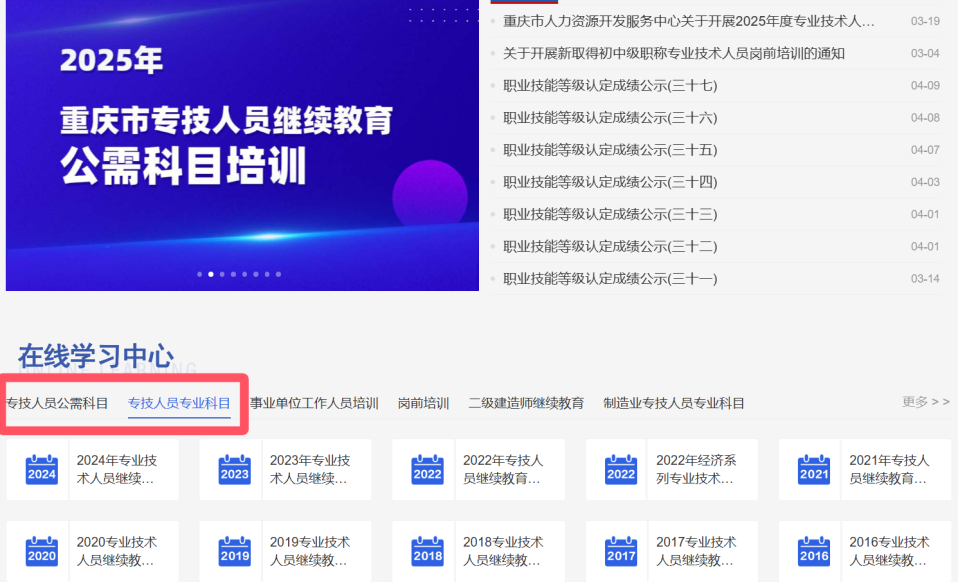 2025年
重庆市专技人员继续教育
公需科目培训
重庆市人力资源开发服务中心关于开展2025年度专业技术人... 03-19
关于开展新取得初中级职称专业技术人员岗前培训的通知 03-04
职业技能等级认定成绩公示(三十七) 04-09
职业技能等级认定成绩公示(三十六) 04-08
职业技能等级认定成绩公示(三十五) 04-07
职业技能等级认定成绩公示(三十四) 04-03
职业技能等级认定成绩公示(三十三) 04-01
职业技能等级认定成绩公示(三十二) 04-01
职业技能等级认定成绩公示(三十一) 03-14
在线学习中心
ONLINE LEARNING
专技人员公需科目 专技人员专业科目 事业单位工作人员培训 岗前培训 二级建造师继续教育 制造业专技人员专业科目 更多 > >
2024
2024年专业技
术人员继续...
2023
2023年专业技
术人员继续...
2022
2022年专技人
员继续教育...
2022
2022年经济系
列专业技术...
2021
2021年专技人
员继续教育...
2020
2020专业技术
人员继续教...
2019
2019专业技术
人员继续教...
2018
2018专业技术
人员继续教...
2017
2017专业技术
人员继续教...
2016
2016专业技术
人员继续教...